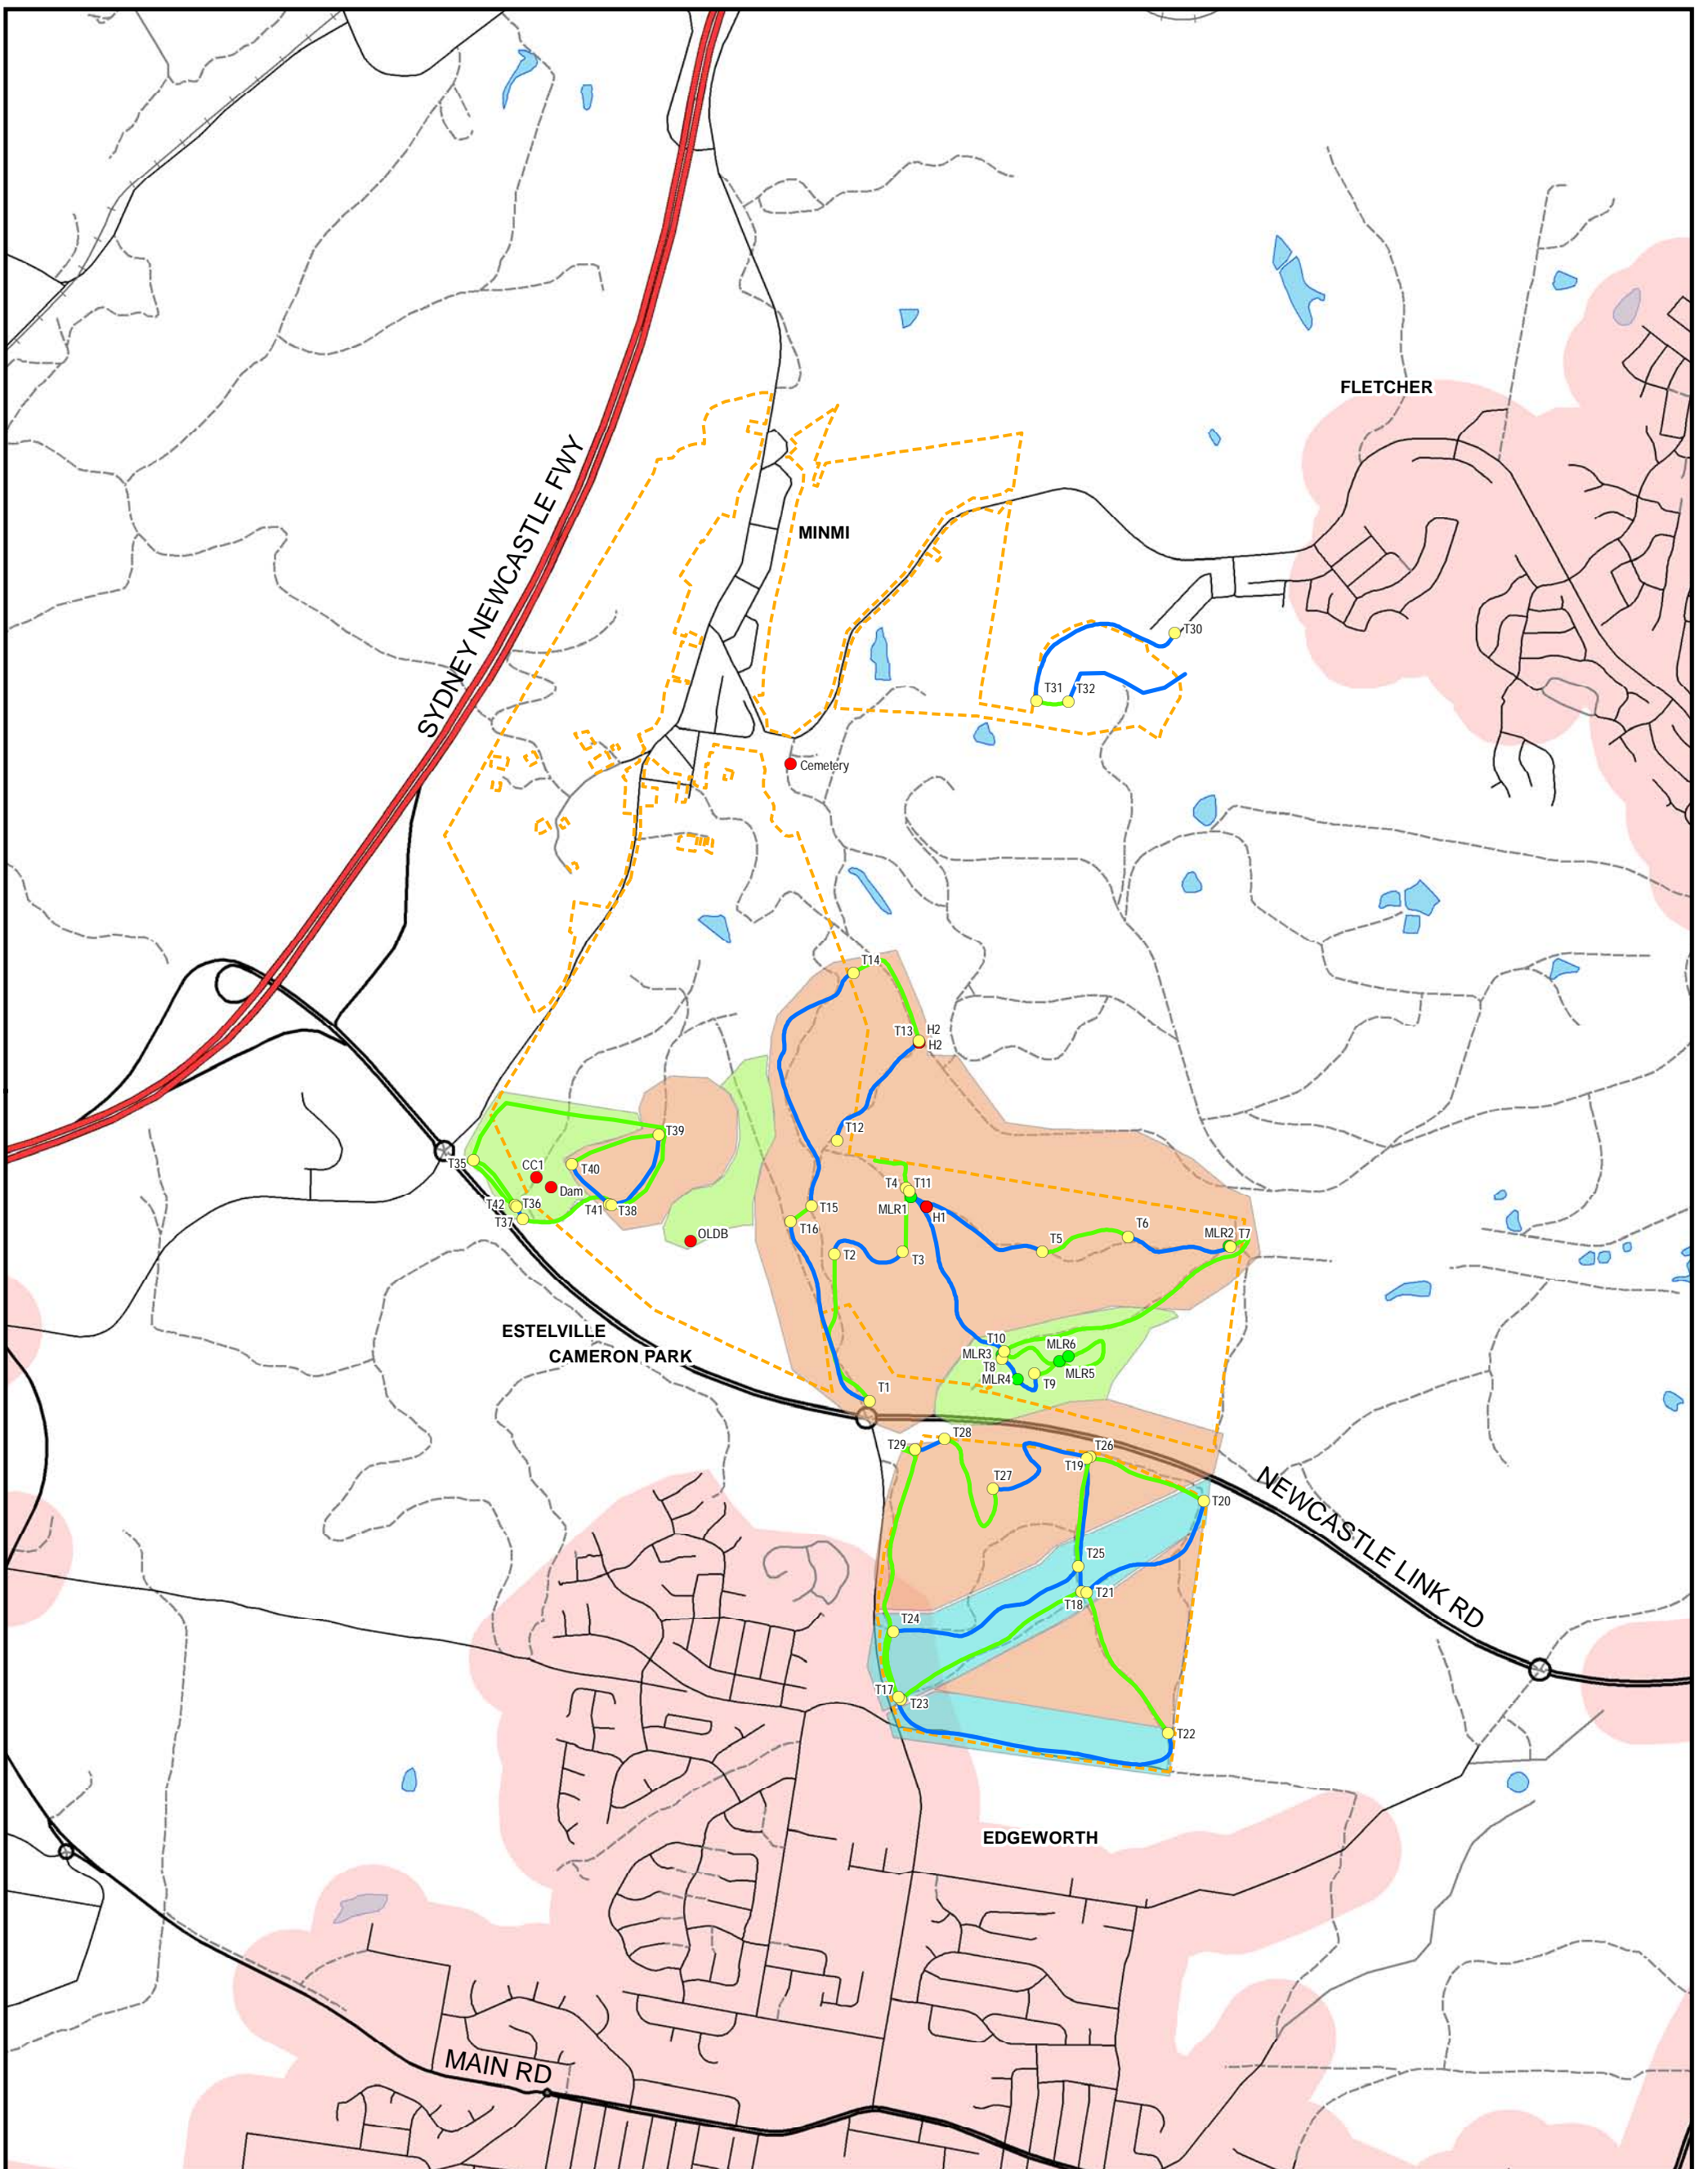 FLETCHER
SYDNEY NEWCASTLE FWY
MINMI
T30
T31
T32
Cemetery
T14
T13
H2
H2
T12
T39
T35
CC1
T40
Dam
T42
T36
T41
T38
T37
OLDB
T4
T11
MLR1
H1
T15
T16
T2
T3
T5
T6
MLR2
T7
ESTELVILLE
CAMERON PARK
T10
MLR3
T8
MLR4
MLR6
MLR5
T9
T1
T29
T28
T26
T19
T27
T20
NEWCASTLE LINK RD
T25
T21
T18
T24
T17
T23
T22
EDGEWORTH
MAIN RD